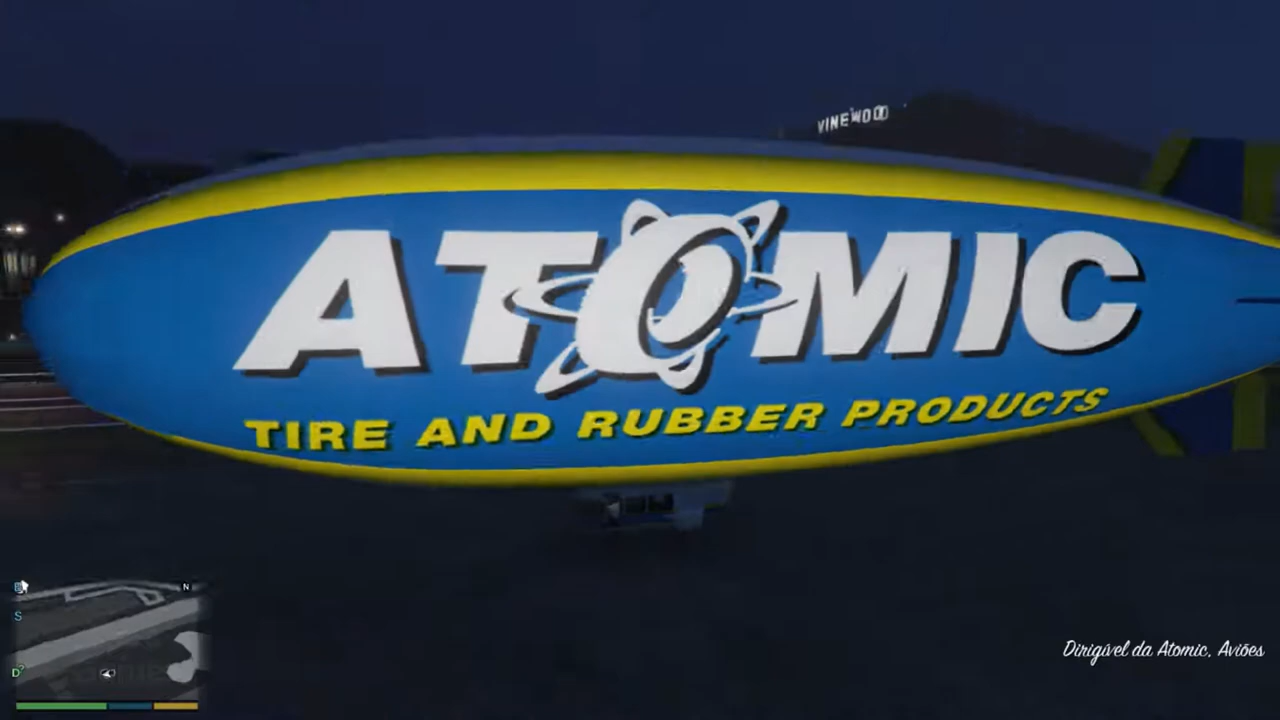 VINEWOOD
ATOMIC
TIRE AND RUBBER PRODUCTS
N
S
D?
Dirigível da Atomic, Aviões